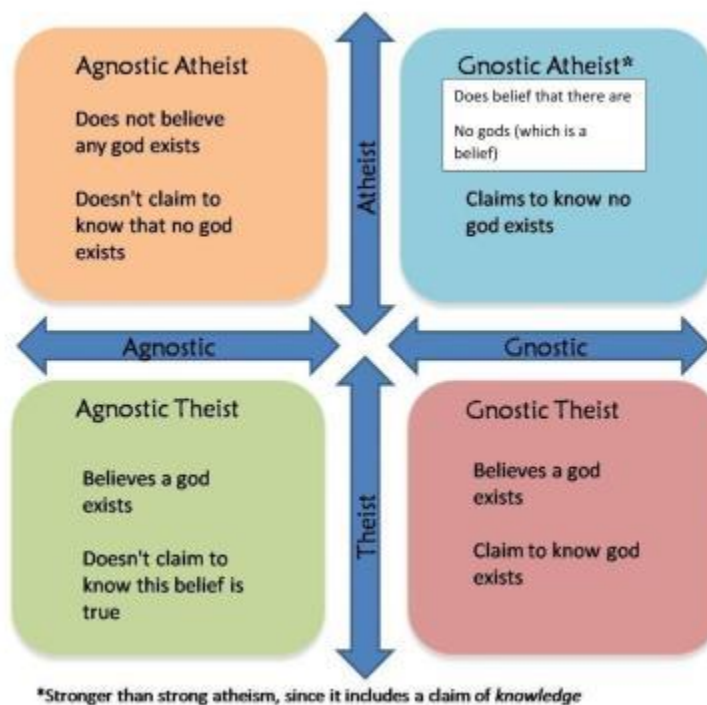 Agnostic Atheist
Does not believe
any god exists
Doesn't claim to
know that no god
exists
Atheist
Gnostic Atheist*
Does belief that there are
No gods (which is a
belief)
Claims to know no
god exists
Agnostic
Gnostic
Agnostic Theist
Believes a god
exists
Doesn't claim to
know this belief is
true
Theist
Gnostic Theist
Believes a god
exists
Claim to know god
exists
*Stronger than strong atheism, since it includes a claim of knowledge